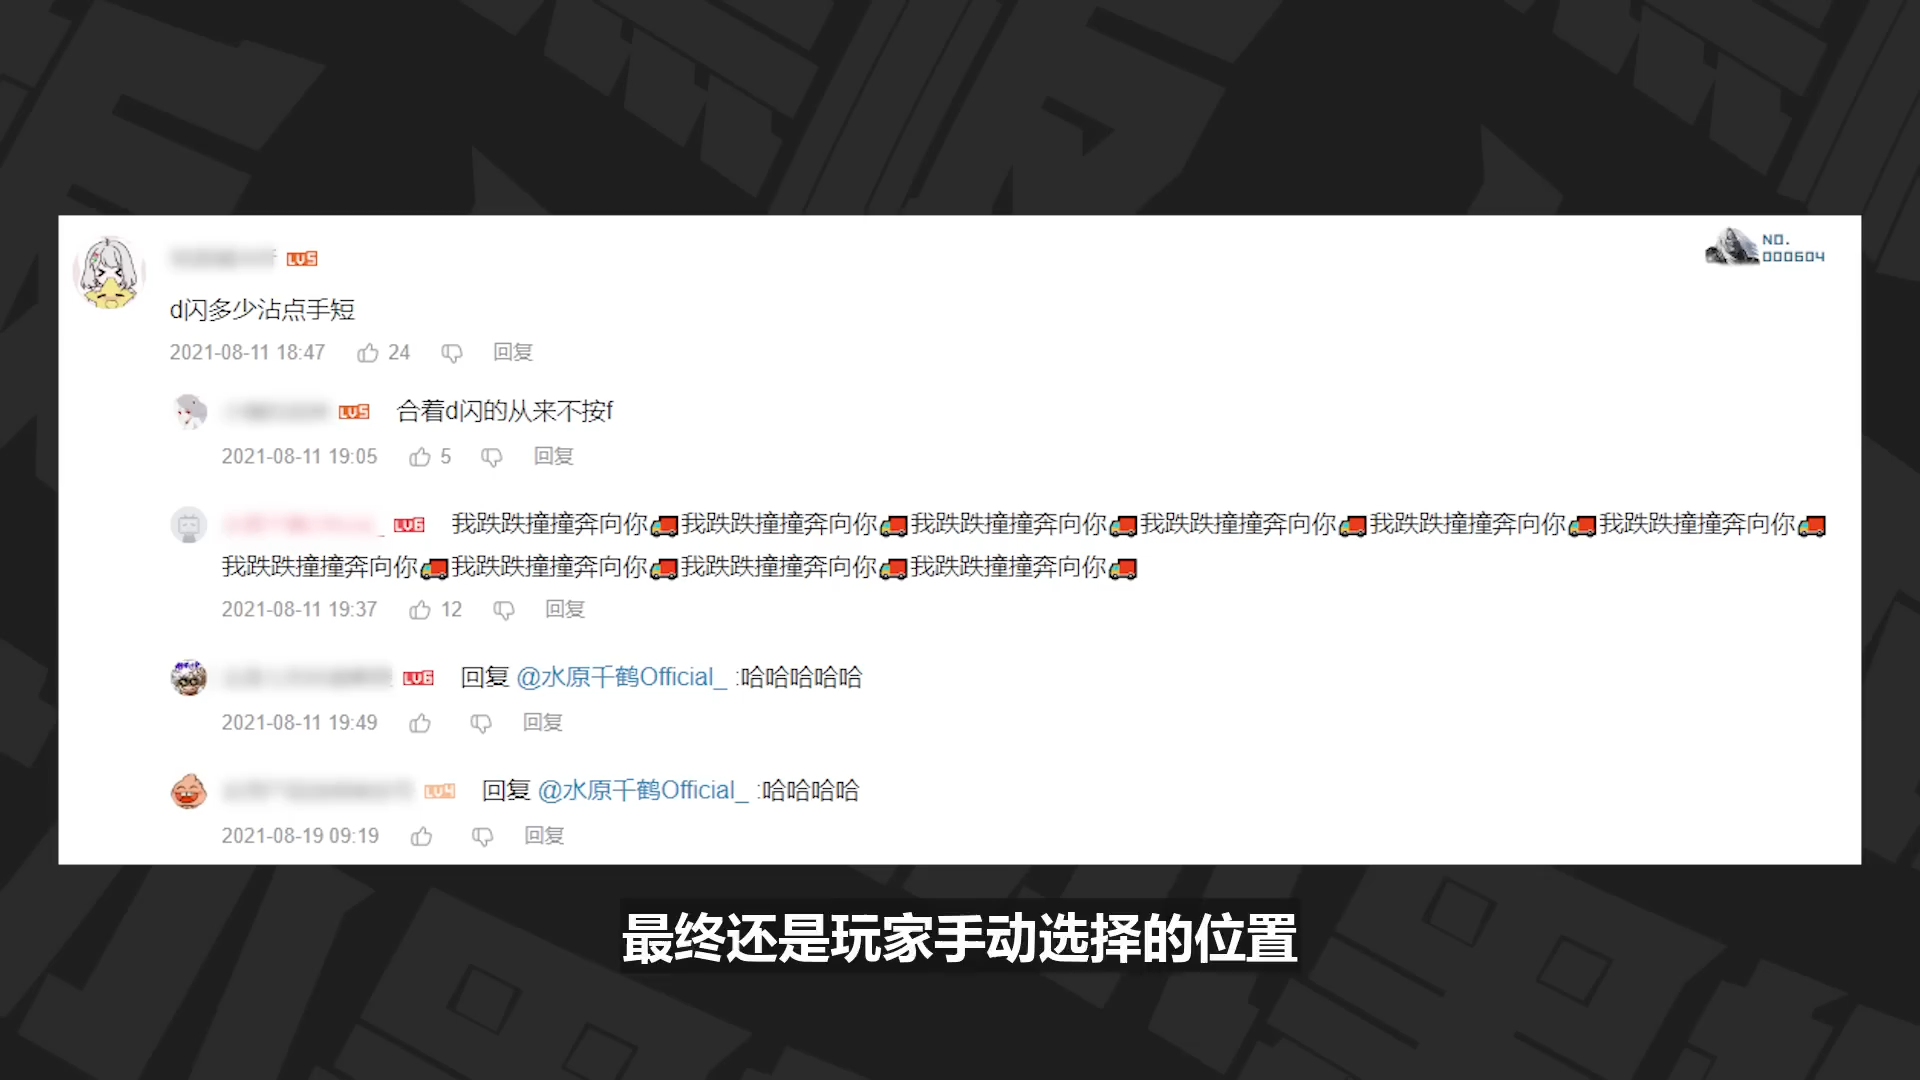 LV5
NO.
000604
d闪多少沾点手短
2021-08-11 18:47 24 回复
LV5 合着d闪的从来不按f
2021-08-11 19:05 5 回复
_ LV6 我跌跌撞撞奔向你🚚我跌跌撞撞奔向你🚚我跌跌撞撞奔向你🚚我跌跌撞撞奔向你🚚我跌跌撞撞奔向你🚚我跌跌撞撞奔向你🚚
我跌跌撞撞奔向你🚚我跌跌撞撞奔向你🚚我跌跌撞撞奔向你🚚我跌跌撞撞奔向你🚚
2021-08-11 19:37 12 回复
LV6 回复 @水原千鹤Official_ :哈哈哈哈哈
2021-08-11 19:49 回复
LV4 回复 @水原千鹤Official_ :哈哈哈哈
2021-08-19 09:19 回复
最终还是玩家手动选择的位置